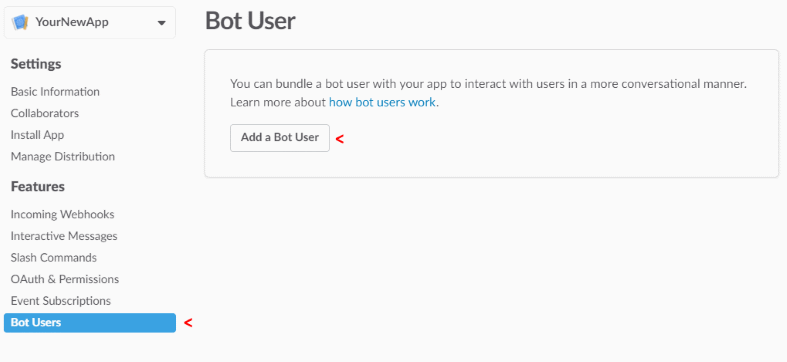 YourNewApp
Settings
Basic Information
Collaborators
Install App
Manage Distribution
Features
Incoming Webhooks
Interactive Messages
Slash Commands
OAuth & Permissions
Event Subscriptions
Bot Users
<
Bot User
You can bundle a bot user with your app to interact with users in a more conversational manner.
Learn more about how bot users work.
Add a Bot User
<